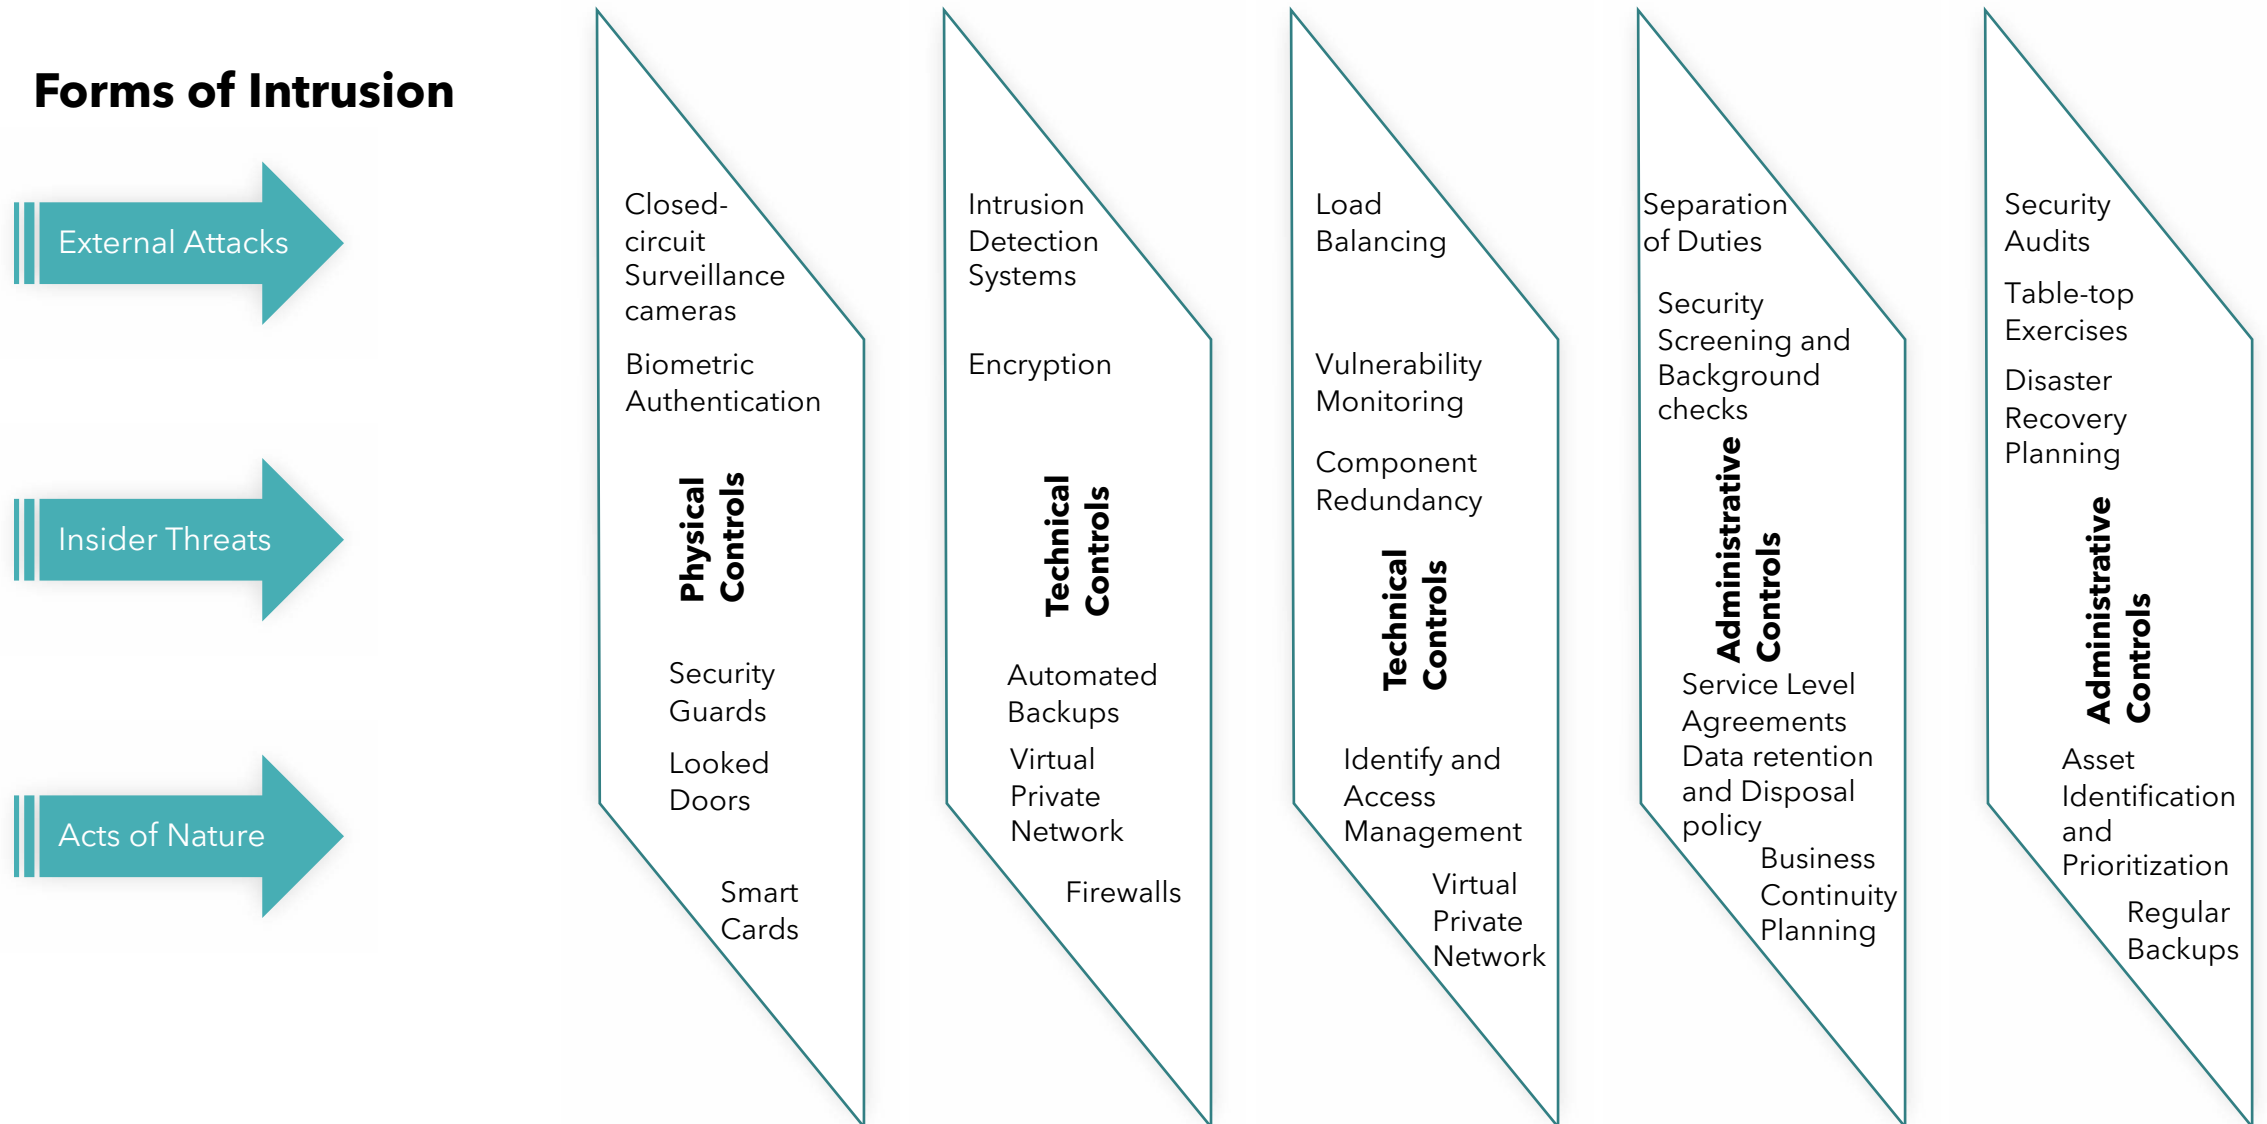 Forms of Intrusion
External Attacks
Insider Threats
Acts of Nature
Closed-
circuit
Surveillance
cameras
Biometric
Authentication
Physical
Controls
Security
Guards
Looked
Doors
Smart
Cards
Intrusion
Detection
Systems
Encryption
Technical
Controls
Automated
Backups
Virtual
Private
Network
Firewalls
Load
Balancing
Vulnerability
Monitoring
Component
Redundancy
Technical
Controls
Identify and
Access
Management
Virtual
Private
Network
Separation
of Duties
Security
Screening and
Background
checks
Administrative
Controls
Service Level
Agreements
Data retention
and Disposal
policy
Business
Continuity
Planning
Security
Audits
Table-top
Exercises
Disaster
Recovery
Planning
Administrative
Controls
Asset
Identification
and
Prioritization
Regular
Backups